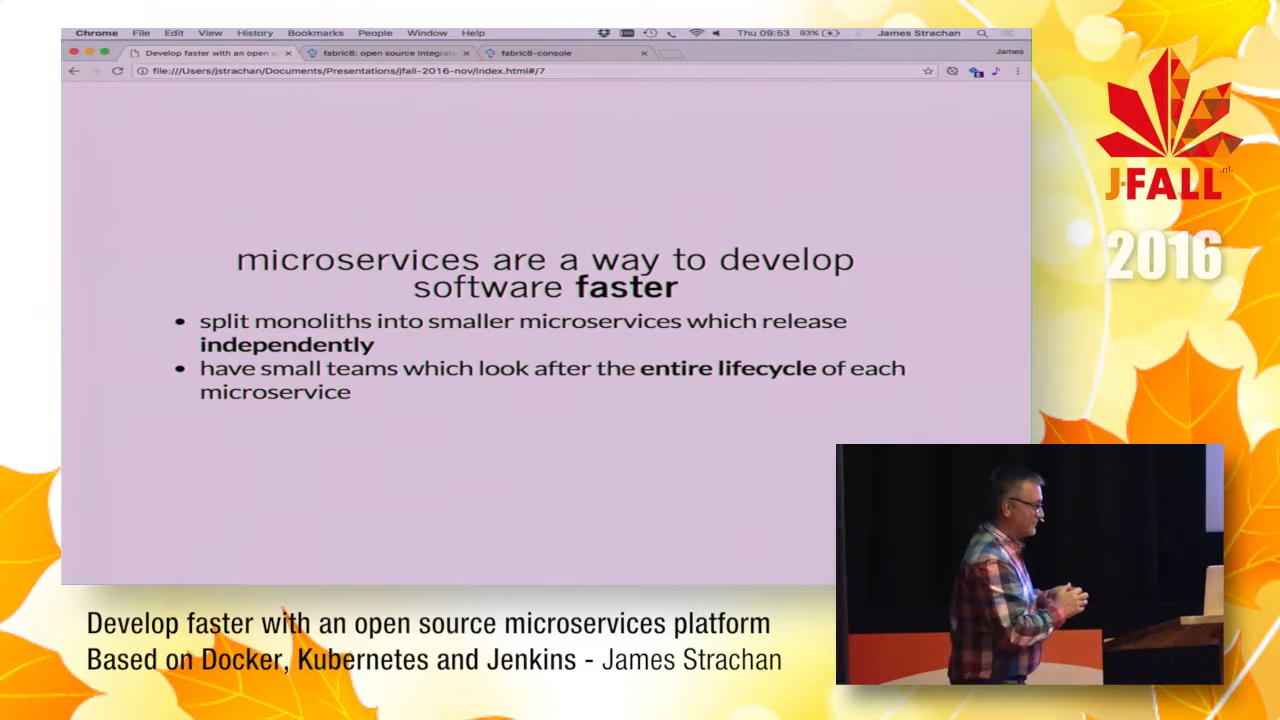 Chrome File Edit View History Bookmarks People Window Help Thu 09:53 93% James Strachan
Develop faster with an open s fabric8: open source Integrat fabric8-console James
file:///Users/jstrachan/Documents/Presentations/jfall-2016-nov/index.html#/7
microservices are a way to develop
software faster
• split monoliths into smaller microservices which release
independently
• have small teams which look after the entire lifecycle of each
microservice
J-FALL
.nl
2016
Develop faster with an open source microservices platform
Based on Docker, Kubernetes and Jenkins - James Strachan